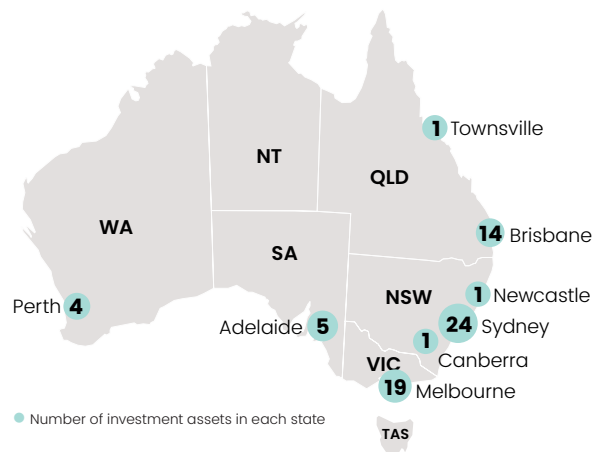 1 Townsville
NT
QLD
WA
14 Brisbane
SA
NSW
1 Newcastle
Perth 4
Adelaide 5
24 Sydney
1
Canberra
VIC
19 Melbourne
Number of investment assets in each state
TAS